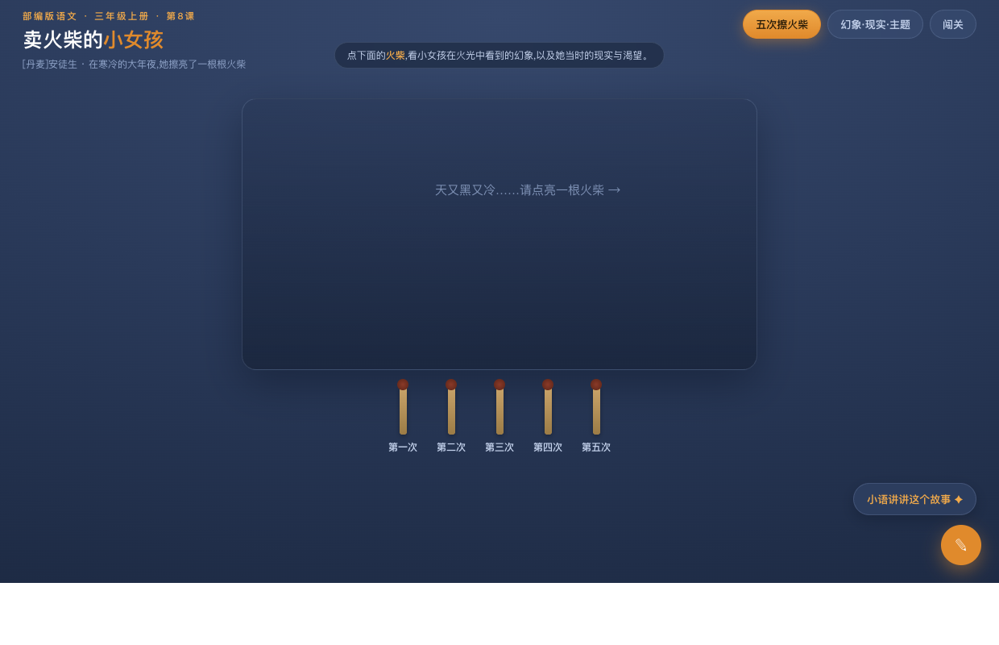 部编版语文 · 三年级上册 · 第8课
卖火柴的小女孩
[丹麦]安徒生 · 在寒冷的大年夜,她擦亮了一根根火柴
五次擦火柴
幻象·现实·主题
闯关
点下面的火柴,看小女孩在火光中看到的幻象,以及她当时的现实与渴望。
天又黑又冷……请点亮一根火柴 →
第一次
第二次
第三次
第四次
第五次
小语讲讲这个故事 ✦